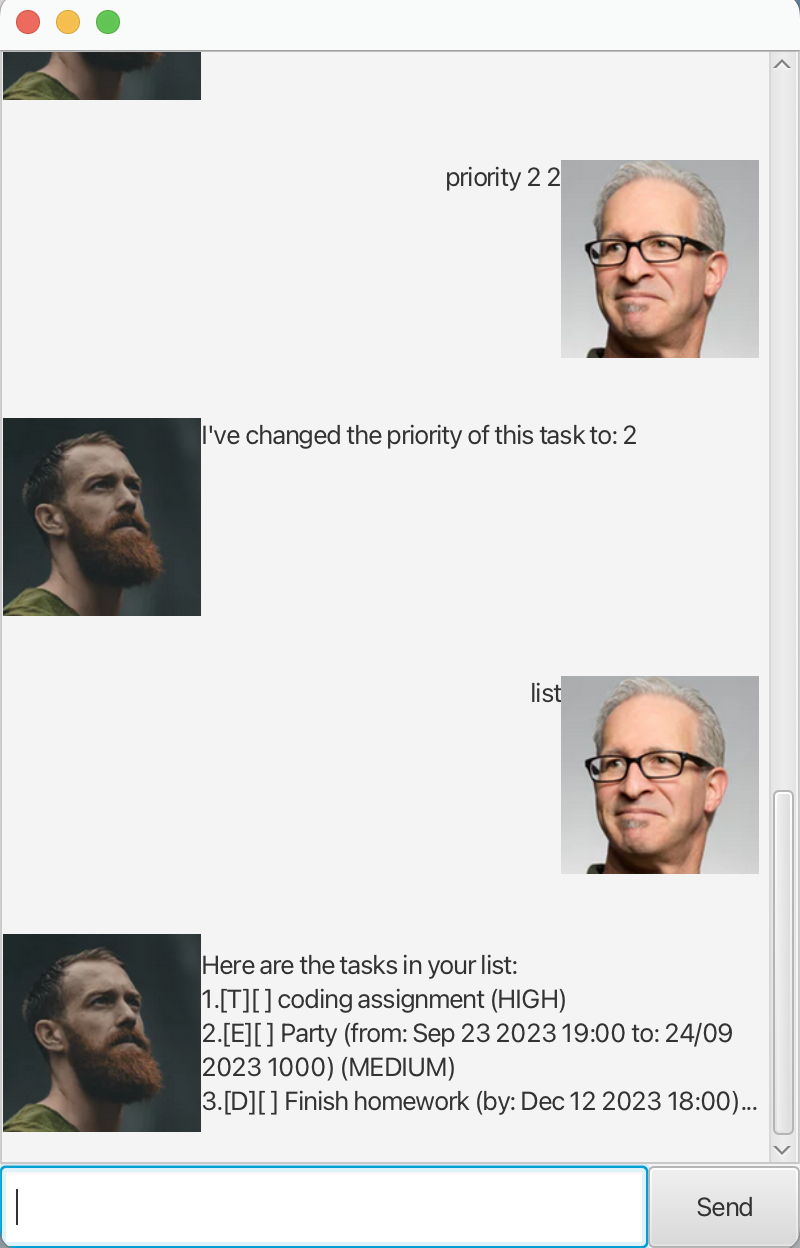 priority 2 2
I've changed the priority of this task to: 2
list
Here are the tasks in your list:
1.[T][ ] coding assignment (HIGH)
2.[E][ ] Party (from: Sep 23 2023 19:00 to: 24/09
2023 1000) (MEDIUM)
3.[D][ ] Finish homework (by: Dec 12 2023 18:00)...
Send